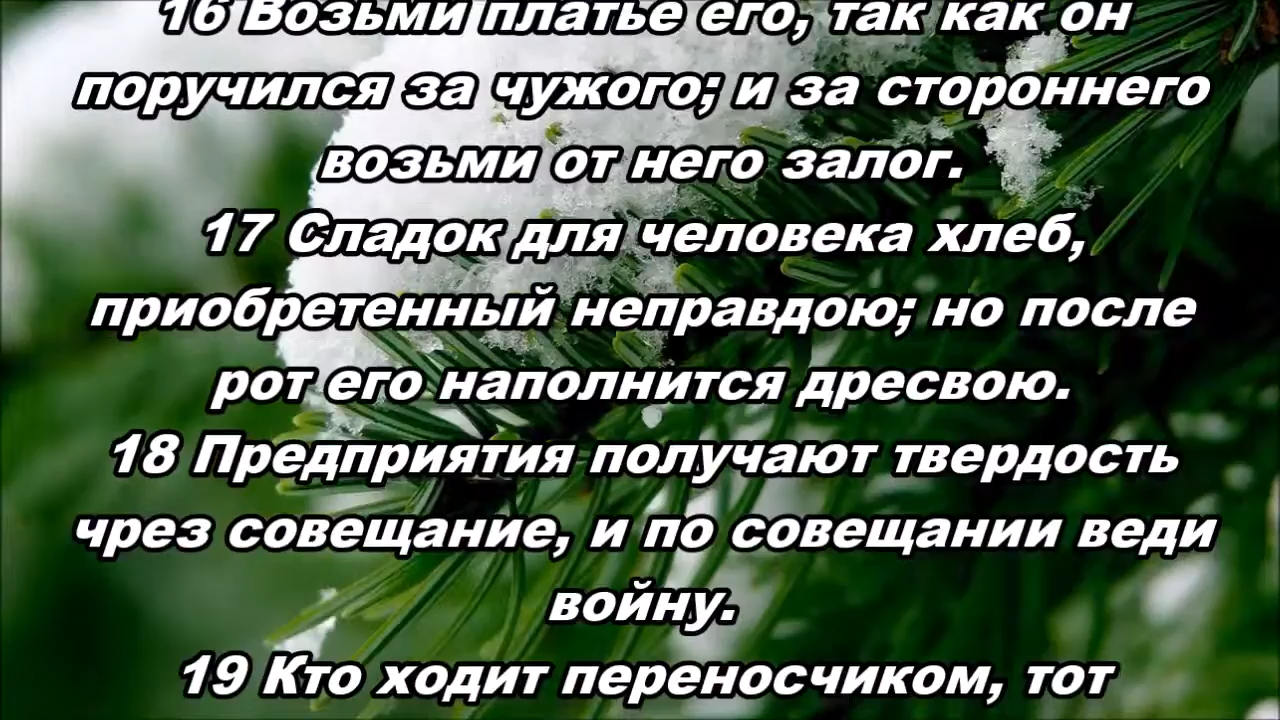 16 Возьми платье его, так как он
поручился за чужого; и за стороннего
возьми от него залог.
17 Сладок для человека хлеб,
приобретенный неправдою; но после
рот его наполнится дресвою.
18 Предприятия получают твердость
чрез совещание, и по совещании веди
войну.
19 Кто ходит переносчиком, тот